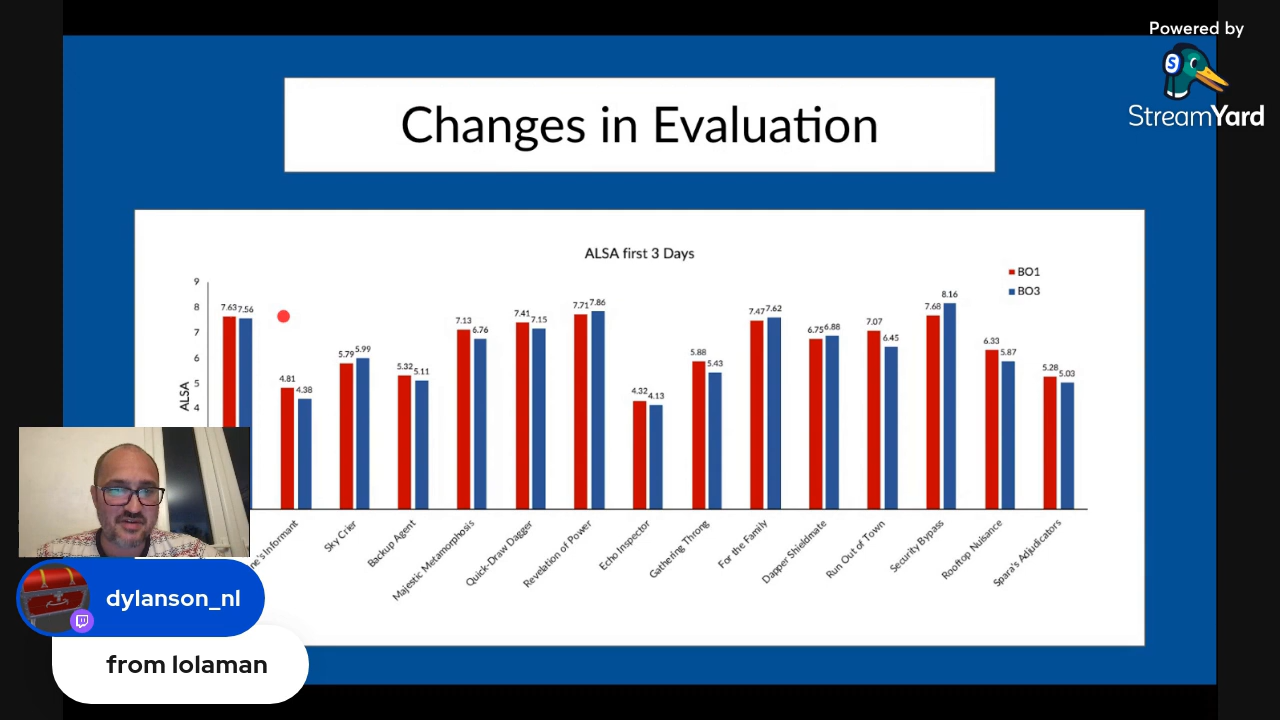 Powered by
StreamYard
Changes in Evaluation
ALSA first 3 Days
BO1
BO3
9
8
7
6
5
4
ALSA
7.63 7.56
4.81 4.38
5.79 5.99
5.32 5.11
7.13 6.76
7.41 7.15
7.71 7.86
4.32 4.13
5.88 5.43
7.47 7.62
6.75 6.88
7.07 6.45
7.68 8.16
6.33 5.87
5.28 5.03
ne's Informant
Sky Crier
Backup Agent
Majestic Metamorphosis
Quick-Draw Dagger
Revelation of Power
Echo Inspector
Gathering Throng
For the Family
Dapper Shieldmate
Run Out of Town
Security Bypass
Rooftop Nuisance
Spara's Adjudicators
dylanson_nl
from lolaman